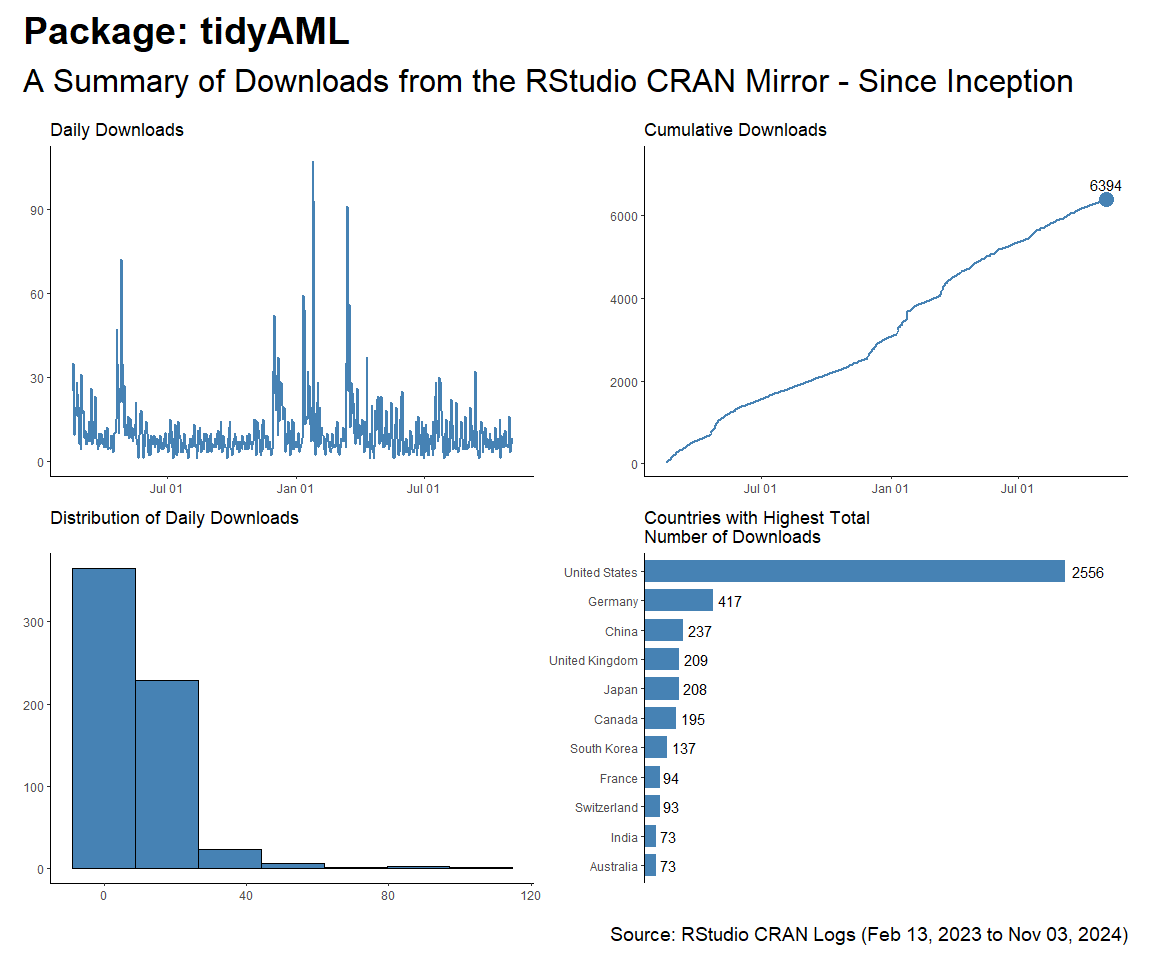 Package: tidyAML
A Summary of Downloads from the RStudio CRAN Mirror - Since Inception
Daily Downloads
90
60
30
0
Jul 01
Jan 01
Jul 01
Cumulative Downloads
6394
6000
4000
2000
0
Jul 01
Jan 01
Jul 01
Distribution of Daily Downloads
300
200
100
0
0
40
80
120
Countries with Highest Total
Number of Downloads
United States 2556
Germany 417
China 237
United Kingdom 209
Japan 208
Canada 195
South Korea 137
France 94
Switzerland 93
India 73
Australia 73
Source: RStudio CRAN Logs (Feb 13, 2023 to Nov 03, 2024)